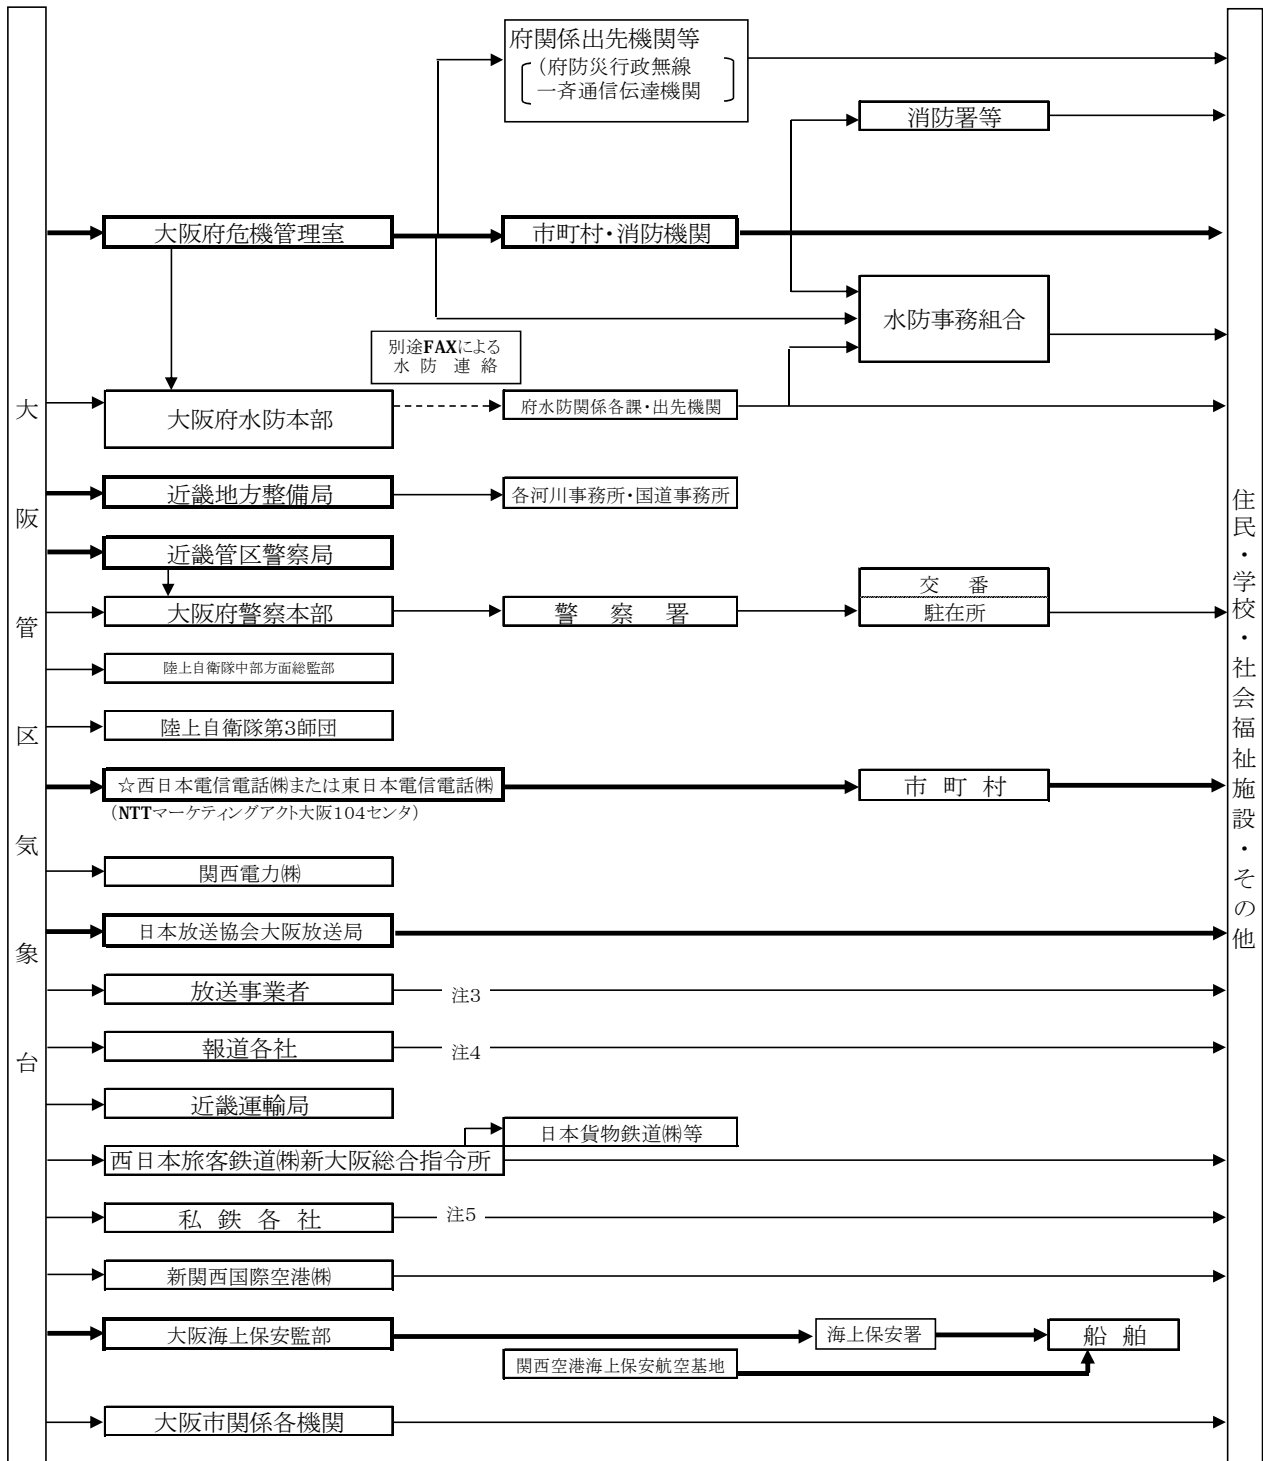 大阪管区気象台
府関係出先機関等
(府防災行政無線
一斉通信伝達機関
消防署等
大阪府危機管理室
市町村・消防機関
水防事務組合
別途FAXによる
水 防 連 絡
大阪府水防本部
府水防関係各課・出先機関
近畿地方整備局
各河川事務所・国道事務所
近畿管区警察局
大阪府警察本部
警 察 署
交 番
駐在所
陸上自衛隊中部方面総監部
陸上自衛隊第3師団
☆西日本電信電話㈱または東日本電信電話㈱
(NTTマーケティングアクト大阪104センタ)
市 町 村
関西電力㈱
日本放送協会大阪放送局
放送事業者
注3
報道各社
注4
近畿運輸局
日本貨物鉄道㈱等
西日本旅客鉄道㈱新大阪総合指令所
私 鉄 各 社
注5
新関西国際空港㈱
大阪海上保安監部
海上保安署
船 舶
関西空港海上保安航空基地
大阪市関係各機関
住民・学校・社会福祉施設・その他